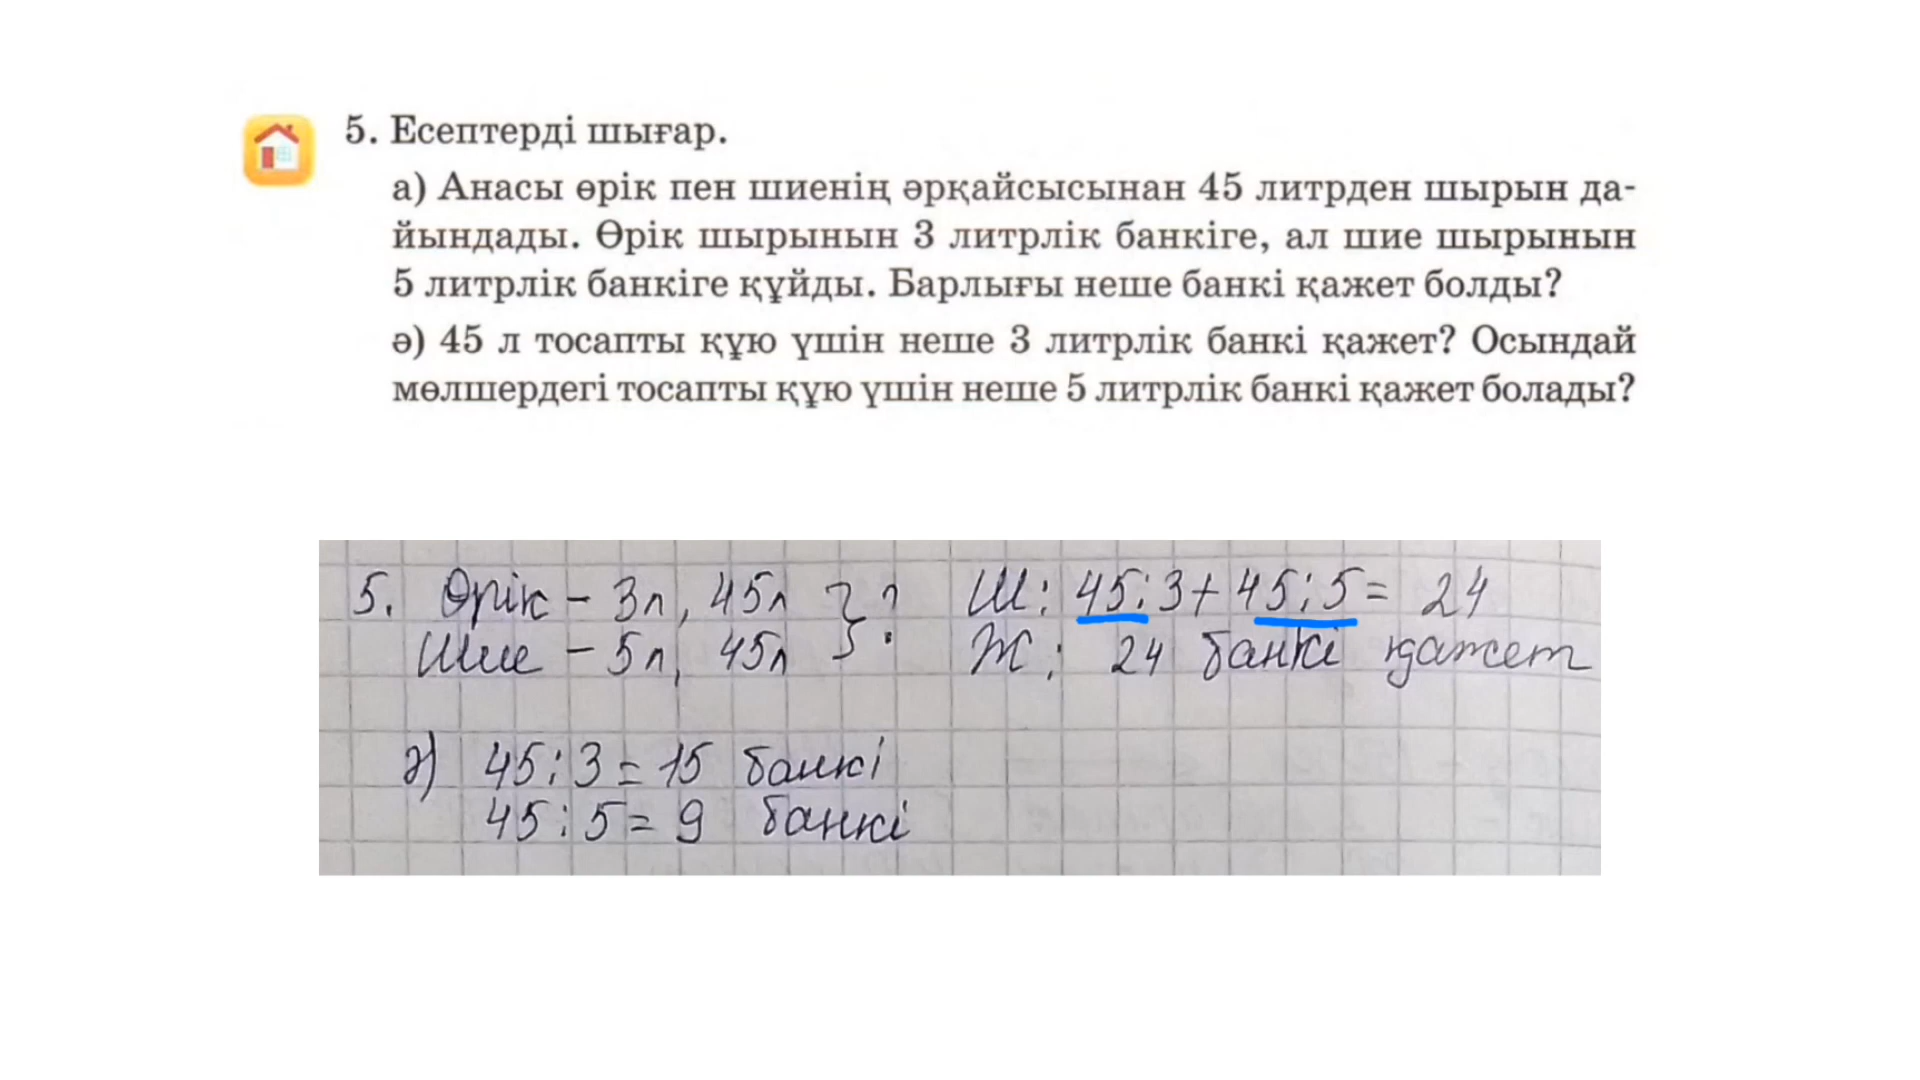 5. Есептерді шығар.
а) Анасы өрік пен шиенің әрқайсысынан 45 литрден шырын да-
йындады. Өрік шырынын 3 литрлік банкіге, ал шие шырынын
5 литрлік банкіге құйды. Барлығы неше банкі қажет болды?
ә) 45 л тосапты құю үшін неше 3 литрлік банкі қажет? Осындай
мөлшердегі тосапты құю үшін неше 5 литрлік банкі қажет болады?
5. Өрік - 3л, 45л } ?
Шие - 5л, 45л
Ш: 45:3+45:5= 24
Ж: 24 банкі қажет
ә) 45:3=15 банкі
45:5=9 банкі